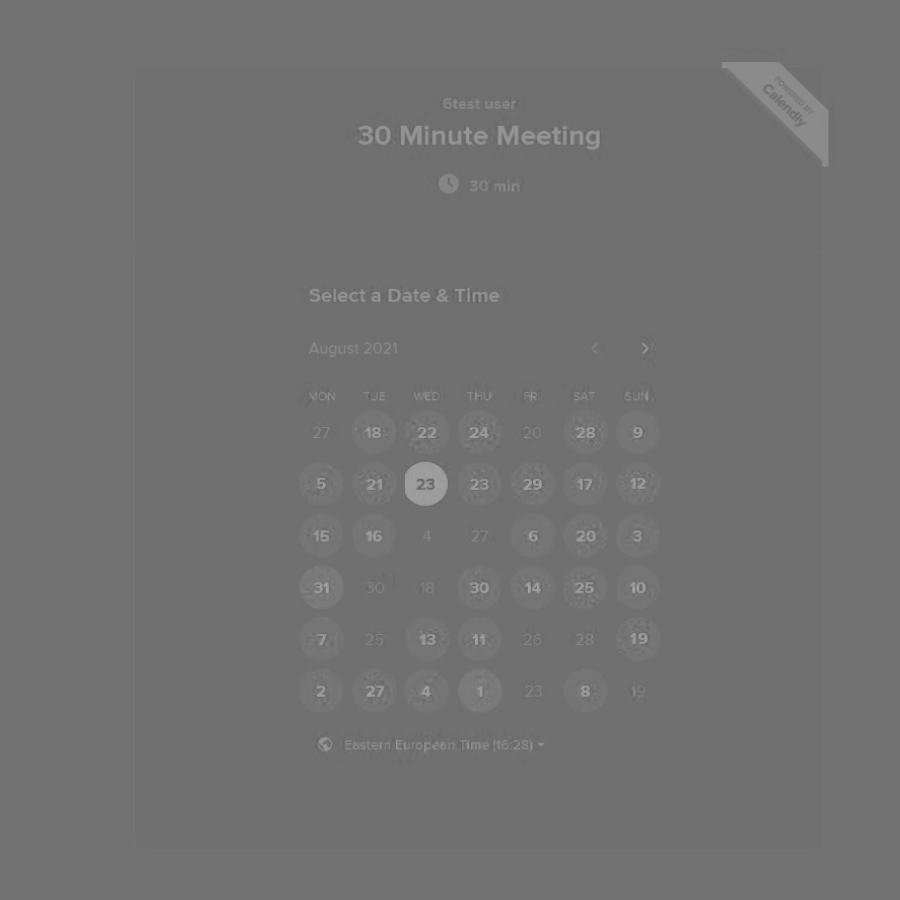 POWERED BY
Calendly
6test user
30 Minute Meeting
30 min
Select a Date & Time
August 2021
MON TUE WED THU FRI SAT SUN
27 18 22 24 20 28 9
5 21 23 23 29 17 12
15 16 4 27 6 20 3
31 30 18 30 14 25 10
7 25 13 11 26 28 19
2 27 4 1 23 8 19
Eastern European Time (16:28)